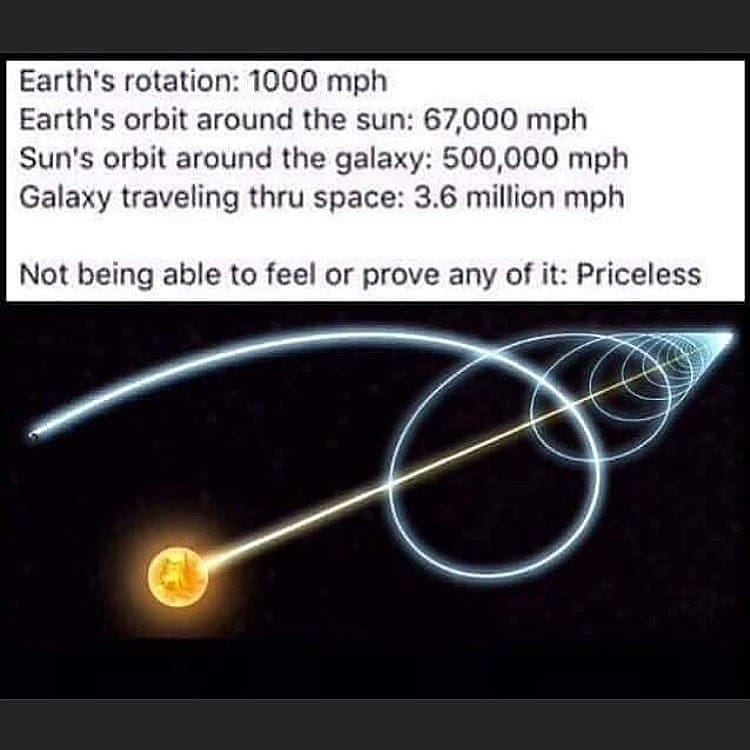 Earth's rotation: 1000 mph
Earth's orbit around the sun: 67,000 mph
Sun's orbit around the galaxy: 500,000 mph
Galaxy traveling thru space: 3.6 million mph
Not being able to feel or prove any of it: Priceless